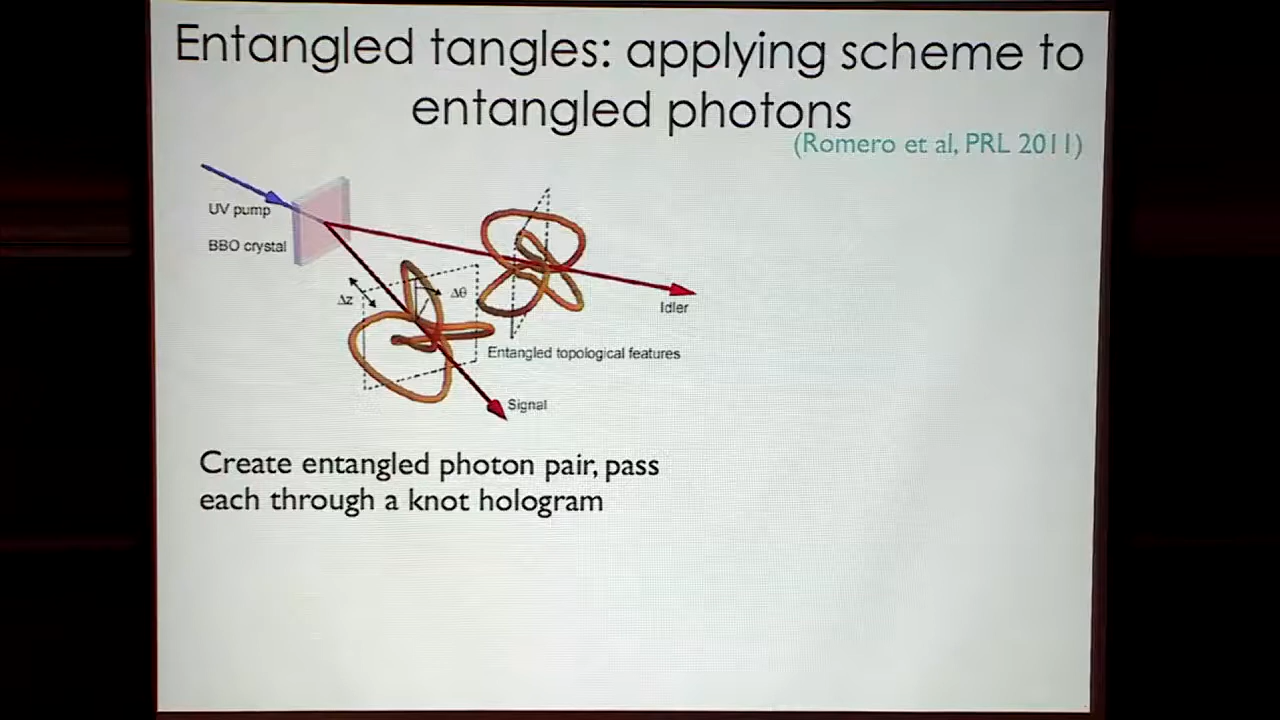 Entangled tangles: applying scheme to
entangled photons
(Romero et al, PRL 2011)
UV pump
BBO crystal
Δz
Δθ
Idler
Entangled topological features
Signal
Create entangled photon pair, pass
each through a knot hologram